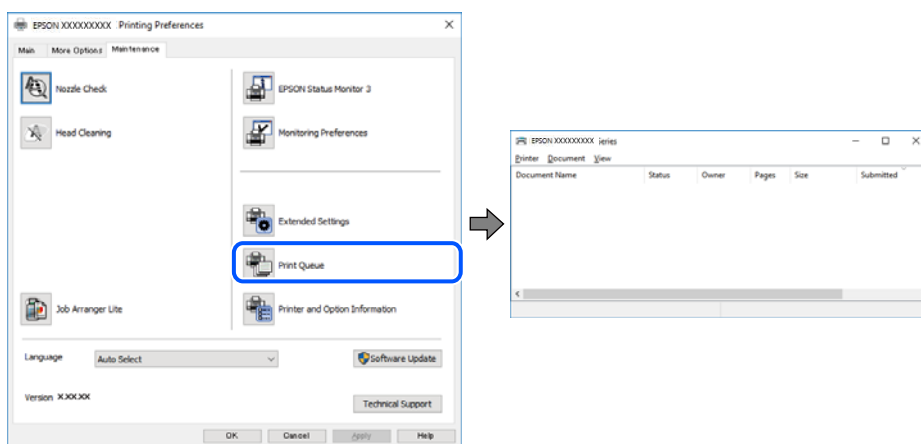 EPSON XXXXXXXXX Printing Preferences
Main More Options Maintenance
Nozzle Check
EPSON Status Monitor 3
Head Cleaning
Monitoring Preferences
Extended Settings
Print Queue
Job Arranger Lite
Printer and Option Information
Language Auto Select Software Update
Version X.XX.XX
Technical Support
OK Cancel Apply Help
EPSON XXXXXXXXX ieries
Printer Document View
Document Name Status Owner Pages Size Submitted